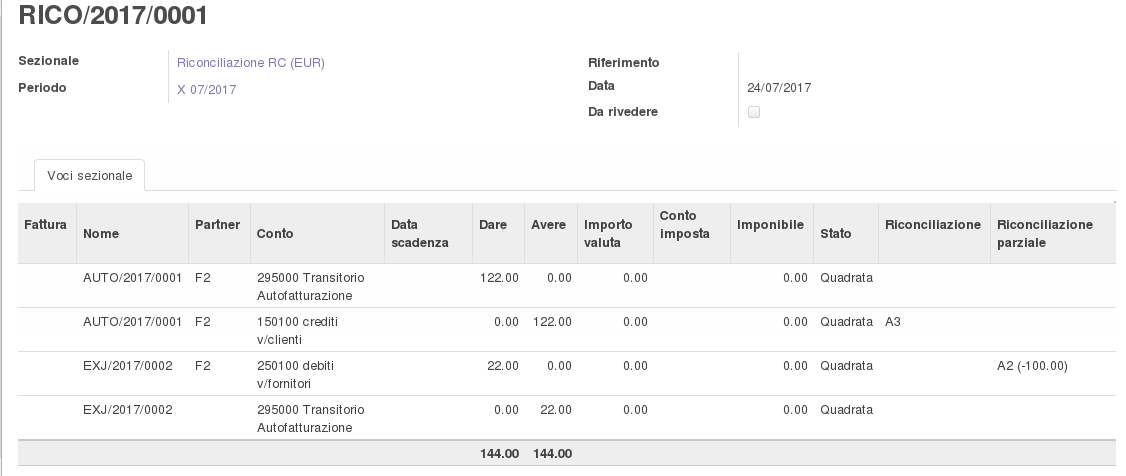 RICO/2017/0001
Sezionale Riconciliazione RC (EUR) Riferimento
Periodo X 07/2017 Data 24/07/2017
Da rivedere
Voci sezionale
Fattura Nome Partner Conto Data scadenza Dare Avere Importo valuta Conto imposta Imponibile Stato Riconciliazione Riconciliazione parziale
AUTO/2017/0001 F2 295000 Transitorio Autofatturazione 122.00 0.00 0.00 0.00 Quadrata
AUTO/2017/0001 F2 150100 crediti v/clienti 0.00 122.00 0.00 0.00 Quadrata A3
EXJ/2017/0002 F2 250100 debiti v/fornitori 22.00 0.00 0.00 0.00 Quadrata A2 (-100.00)
EXJ/2017/0002 295000 Transitorio Autofatturazione 0.00 22.00 0.00 0.00 Quadrata
144.00 144.00